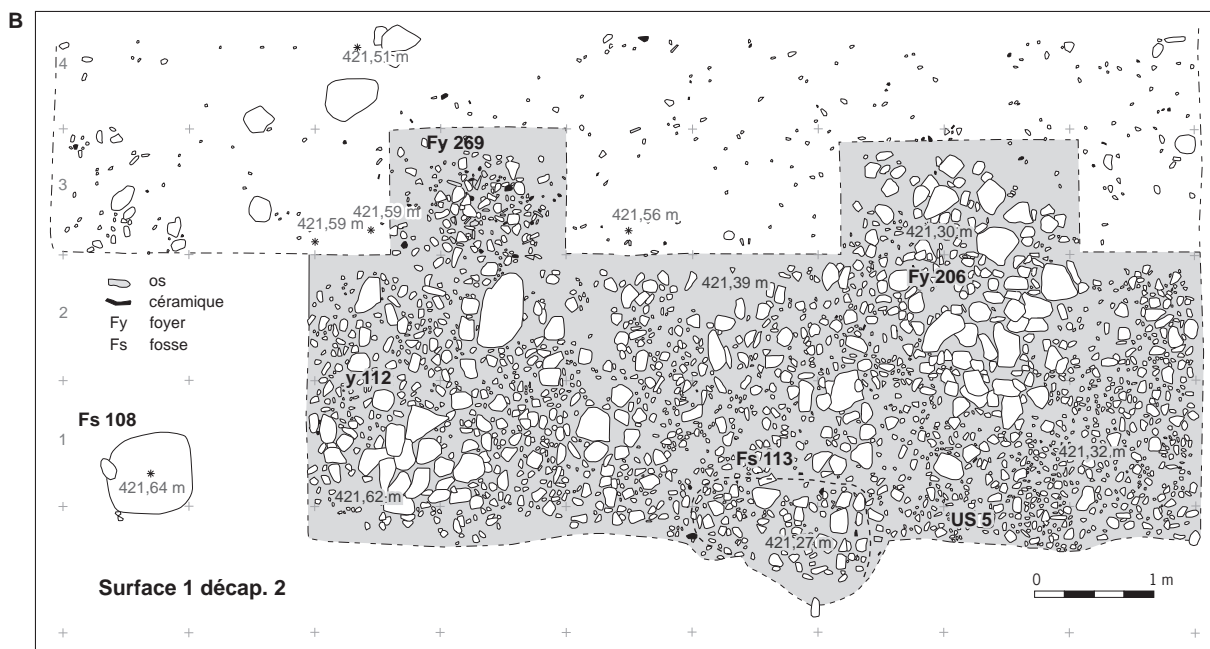 B
4
421,51 m
Fy 269
3
421,59 m
421,59 m
421,56 m
421,30 m
os
421,39 m
Fy 206
céramique
2
Fy foyer
Fs fosse
y 112
Fs 108
1
Fs 113
421,32 m
421,64 m
421,62 m
US 5
421,27 m
Surface 1 décap. 2
0 1 m